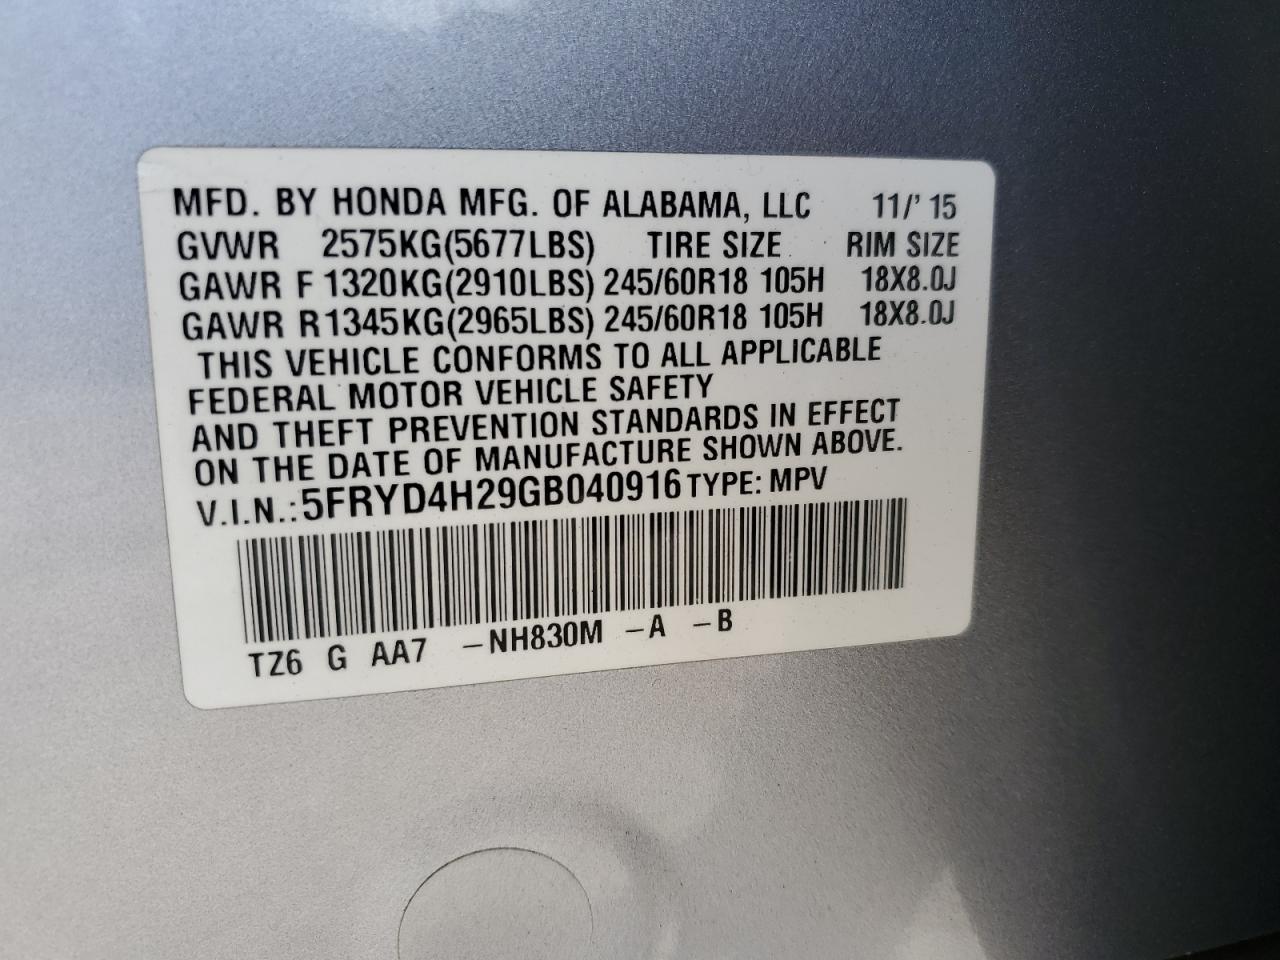 MFD. BY HONDA MFG. OF ALABAMA, LLC 11/' 15
GVWR 2575KG(5677LBS) TIRE SIZE RIM SIZE
GAWR F 1320KG(2910LBS) 245/60R18 105H 18X8.0J
GAWR R 1345KG(2965LBS) 245/60R18 105H 18X8.0J
THIS VEHICLE CONFORMS TO ALL APPLICABLE
FEDERAL MOTOR VEHICLE SAFETY
AND THEFT PREVENTION STANDARDS IN EFFECT
ON THE DATE OF MANUFACTURE SHOWN ABOVE.
V.I.N.: 5FRYD4H29GB040916 TYPE: MPV
TZ6 G AA7 -NH830M -A -B